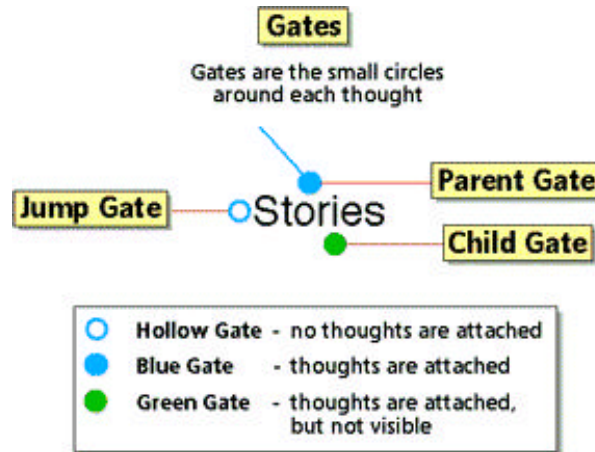 Gates
Gates are the small circles
around each thought
Parent Gate
Jump Gate
Stories
Child Gate
Hollow Gate - no thoughts are attached
Blue Gate - thoughts are attached
Green Gate - thoughts are attached,
but not visible